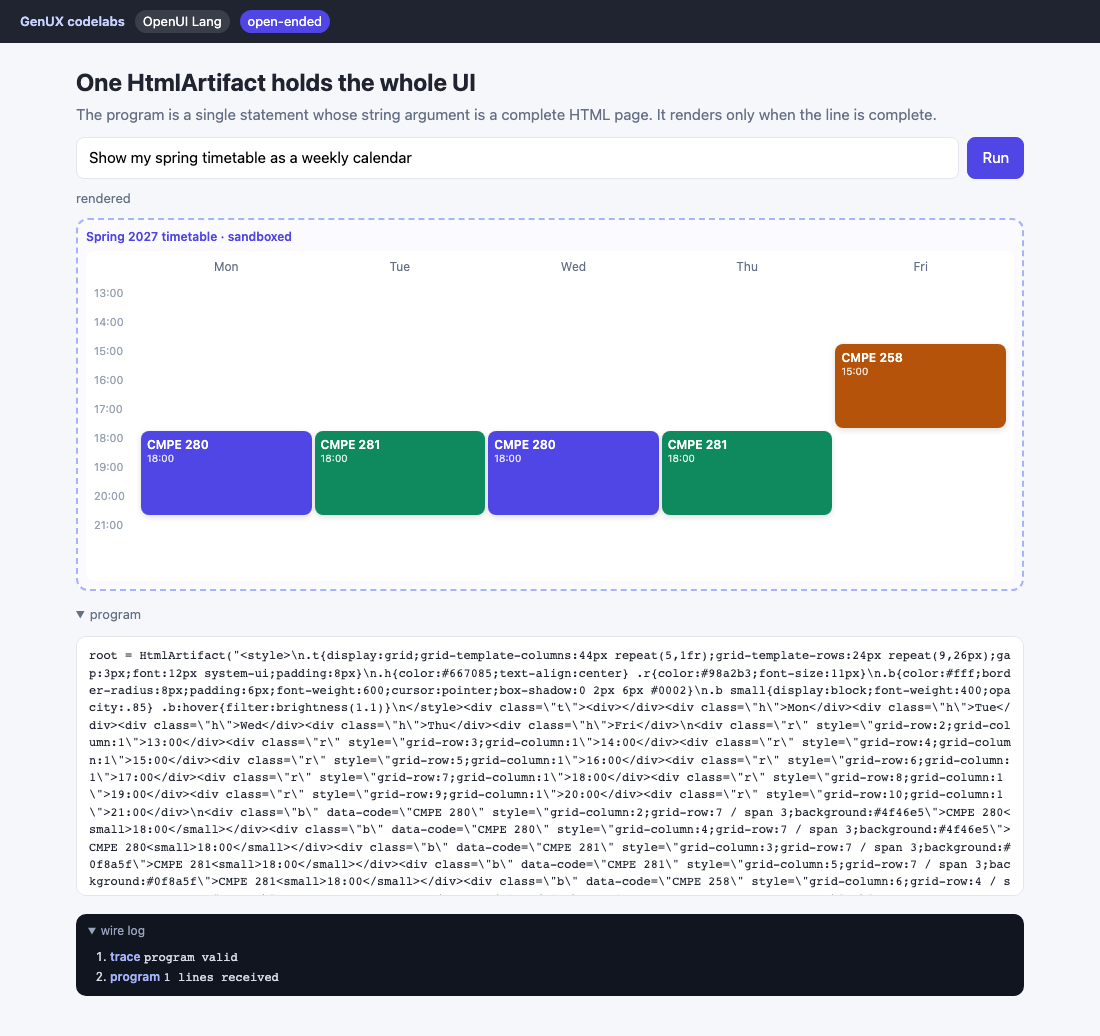 GenUX codelabs OpenUI Lang open-ended
One HtmlArtifact holds the whole UI
The program is a single statement whose string argument is a complete HTML page. It renders only when the line is complete.
Show my spring timetable as a weekly calendar
Run
rendered
Spring 2027 timetable · sandboxed
Mon Tue Wed Thu Fri
13:00
14:00
15:00
CMPE 258
15:00
16:00
17:00
18:00
CMPE 280 CMPE 281 CMPE 280 CMPE 281
18:00 18:00 18:00 18:00
19:00
20:00
21:00
▼ program
root = HtmlArtifact("<style>\n.t{display:grid;grid-template-columns:44px repeat(5,1fr);grid-template-rows:24px repeat(9,26px);ga
p:3px;font:12px system-ui;padding:8px}\n.h{color:#667085;text-align:center} .r{color:#98a2b3;font-size:11px}\n.b{color:#fff;bord
er-radius:8px;padding:6px;font-weight:600;cursor:pointer;box-shadow:0 2px 6px #0002}\n.b small{display:block;font-weight:400;opa
city:.85} .b:hover{filter:brightness(1.1)}\n</style><div class=\"t\"><div></div><div class=\"h\">Mon</div><div class=\"h\">Tue</
div><div class=\"h\">Wed</div><div class=\"h\">Thu</div><div class=\"h\">Fri</div>\n<div class=\"r\" style=\"grid-row:2;grid-col
umn:1\">13:00</div><div class=\"r\" style=\"grid-row:3;grid-column:1\">14:00</div><div class=\"r\" style=\"grid-row:4;grid-colum
n:1\">15:00</div><div class=\"r\" style=\"grid-row:5;grid-column:1\">16:00</div><div class=\"r\" style=\"grid-row:6;grid-column:
1\">17:00</div><div class=\"r\" style=\"grid-row:7;grid-column:1\">18:00</div><div class=\"r\" style=\"grid-row:8;grid-column:1
\">19:00</div><div class=\"r\" style=\"grid-row:9;grid-column:1\">20:00</div><div class=\"r\" style=\"grid-row:10;grid-column:1
\">21:00</div>\n<div class=\"b\" data-code=\"CMPE 280\" style=\"grid-column:2;grid-row:7 / span 3;background:#4f46e5\">CMPE 280<
small>18:00</small></div><div class=\"b\" data-code=\"CMPE 280\" style=\"grid-column:4;grid-row:7 / span 3;background:#4f46e5\">
CMPE 280<small>18:00</small></div><div class=\"b\" data-code=\"CMPE 281\" style=\"grid-column:3;grid-row:7 / span 3;background:#
0f8a5f\">CMPE 281<small>18:00</small></div><div class=\"b\" data-code=\"CMPE 281\" style=\"grid-column:5;grid-row:7 / span 3;bac
kground:#0f8a5f\">CMPE 281<small>18:00</small></div><div class=\"b\" data-code=\"CMPE 258\" style=\"grid-column:6;grid-row:4 / s
▼ wire log
1. trace program valid
2. program 1 lines received